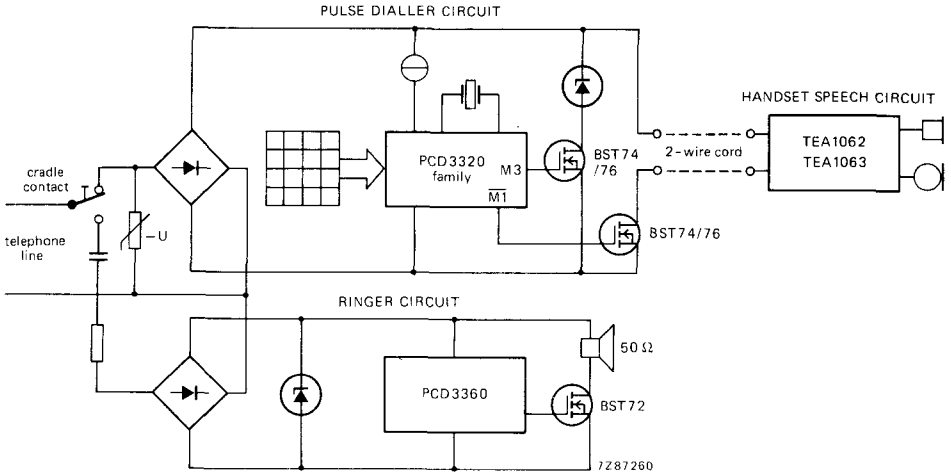 PULSE DIALLER CIRCUIT
HANDSET SPEECH CIRCUIT
PCD3320
family
M3
M1
BST74
/76
2-wire cord
TEA1062
TEA1063
cradle
contact
telephone
line
-U
BST74/76
RINGER CIRCUIT
50Ω
PCD3360
BST72
7Z87260